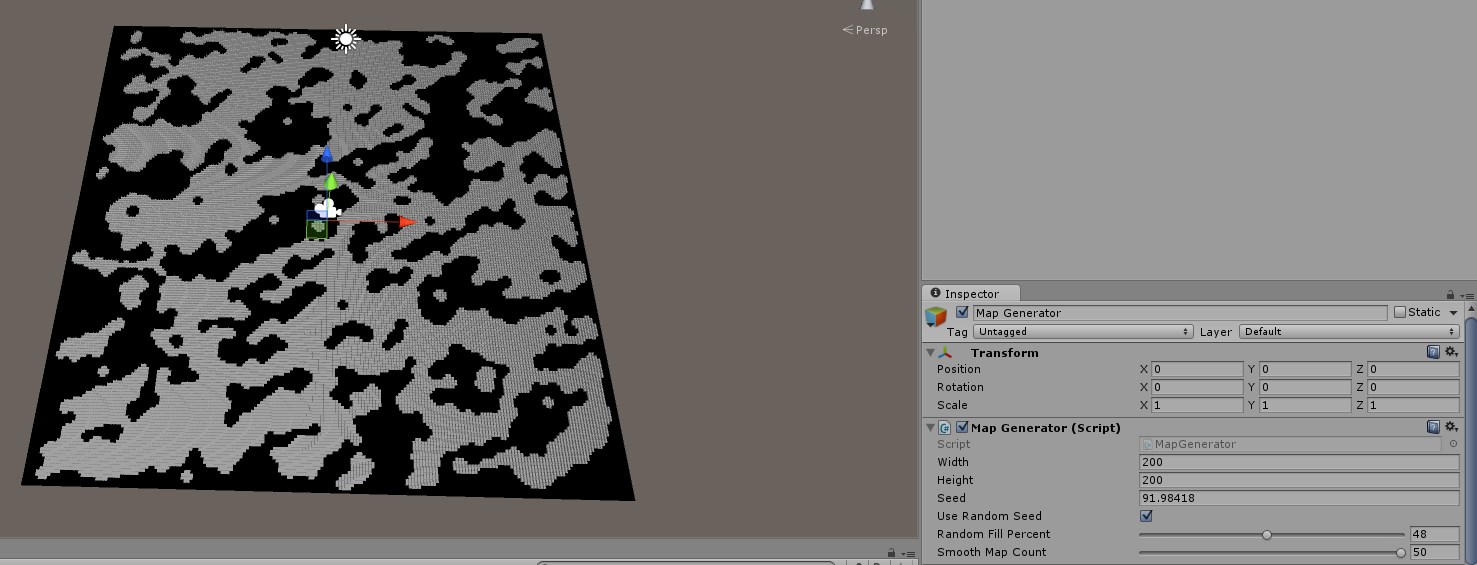 Persp
Inspector
Map Generator Static
Tag Untagged Layer Default
Transform
Position X 0 Y 0 Z 0
Rotation X 0 Y 0 Z 0
Scale X 1 Y 1 Z 1
Map Generator (Script)
Script MapGenerator
Width 200
Height 200
Seed 91.98418
Use Random Seed
Random Fill Percent 48
Smooth Map Count 50